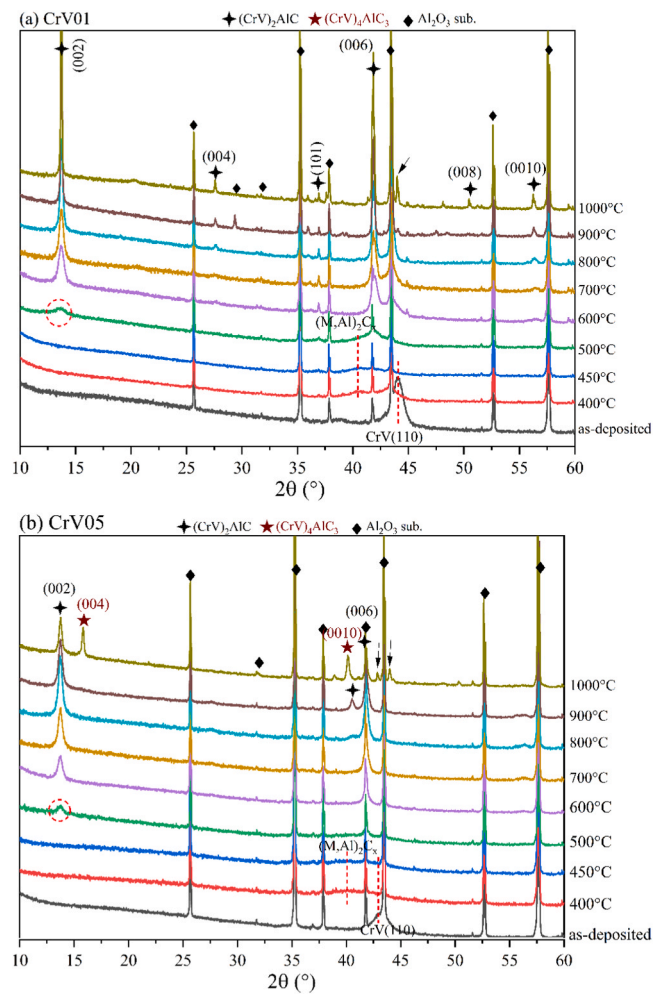 (a) CrV01
(CrV)₂AlC (CrV)₄AlC₃ Al₂O₃ sub.
(002)
(006)
(004)
(101)
(008)
(0010)
1000°C
900°C
800°C
700°C
600°C
(M,Al)₂Cₓ
500°C
450°C
400°C
CrV(110)
as-deposited
10 15 20 25 30 35 40 45 50 55 60
2θ (°)
(b) CrV05
(CrV)₂AlC (CrV)₄AlC₃ Al₂O₃ sub.
(002)
(004)
(006)
(0010)
1000°C
900°C
800°C
700°C
600°C
500°C
(M,Al)₂Cₓ
450°C
400°C
CrV(110)
as-deposited
10 15 20 25 30 35 40 45 50 55 60
2θ (°)